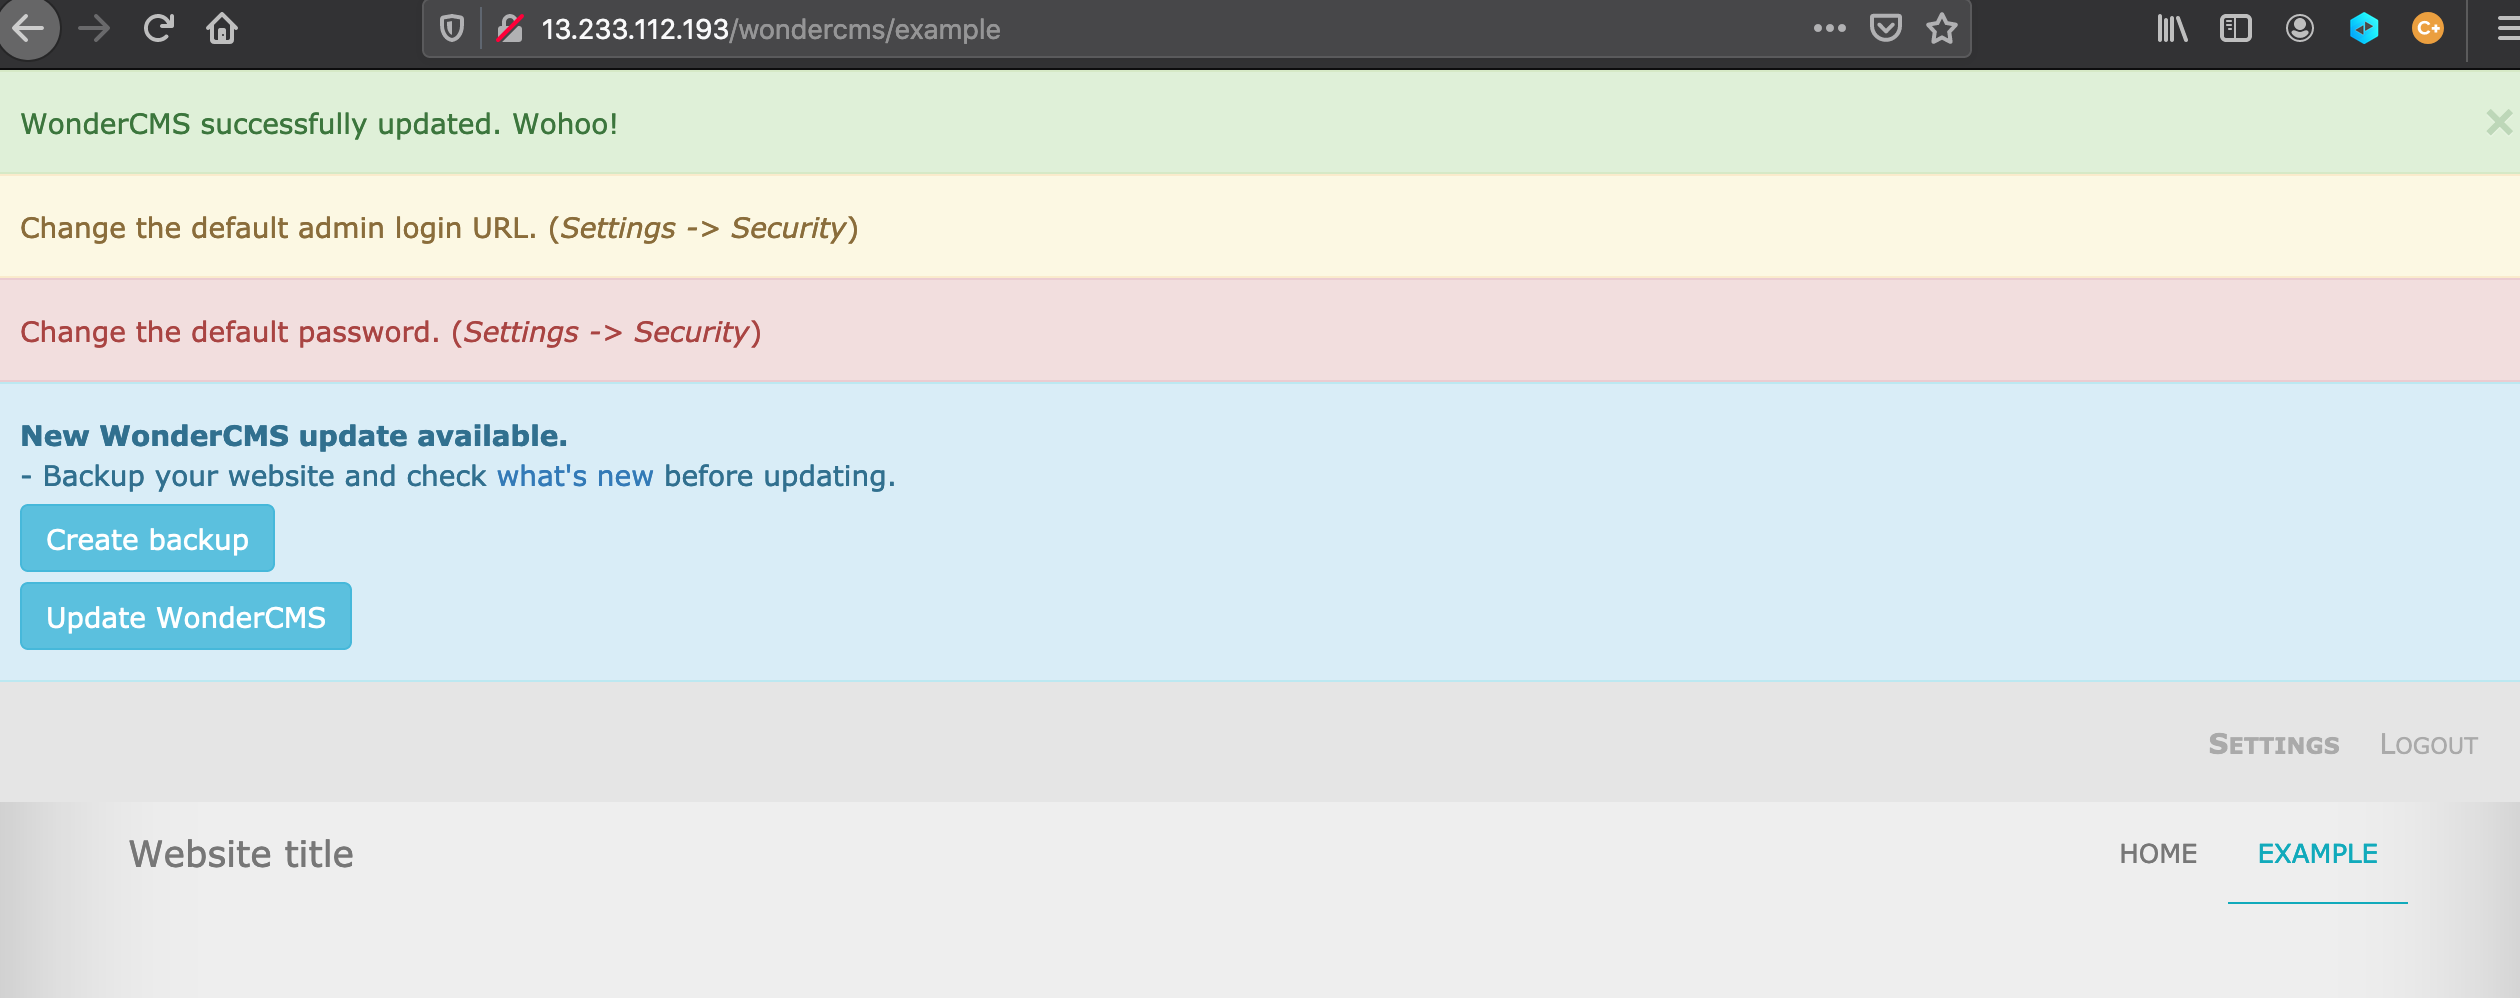 13.233.112.193/wondercms/example
C+
WonderCMS successfully updated. Wohoo!
×
Change the default admin login URL. (Settings -> Security)
Change the default password. (Settings -> Security)
New WonderCMS update available.
- Backup your website and check what's new before updating.
Create backup
Update WonderCMS
SETTINGS LOGOUT
Website title HOME EXAMPLE